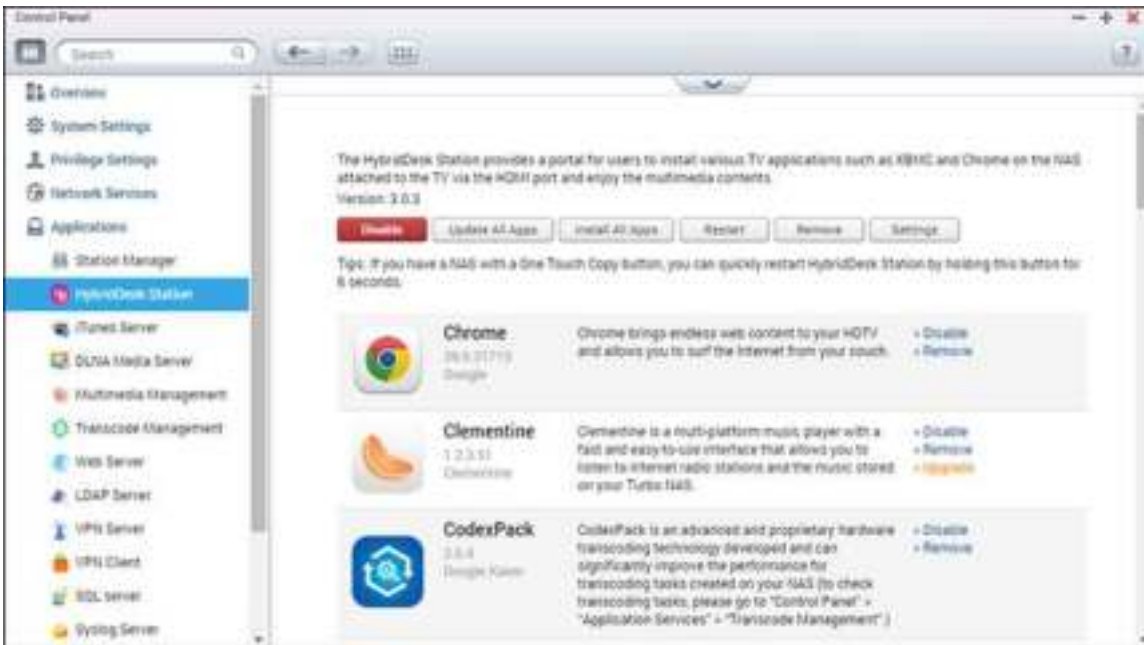 Control Panel
Search
Overview
System Settings
Privilege Settings
Network Services
Applications
Station Manager
HybridDesk Station
iTunes Server
DLNA Media Server
Multimedia Management
Transcode Management
Web Server
LDAP Server
VPN Server
VPN Client
SQL server
Syslog Server
The HybridDesk Station provides a portal for users to install various TV applications such as XBMC and Chrome on the NAS
attached to the TV via the HDMI port and enjoy the multimedia contents.
Version: 3.0.3
Disable
Update All Apps
Install All Apps
Restart
Remove
Settings
Tips: If you have a NAS with a One Touch Copy button, you can quickly restart HybridDesk Station by holding this button for
6 seconds.
Chrome
Google
Chrome brings endless web content to your HDTV
and allows you to surf the Internet from your couch.
» Disable
» Remove
Clementine
1.2.3.51
Clementine
Clementine is a multi-platform music player with a
fast and easy-to-use interface that allows you to
listen to internet radio stations and the music stored
on your Turbo NAS.
» Disable
» Remove
» Upgrade
CodexPack
CodexPack is an advanced and proprietary hardware
transcoding technology developed and can
significantly improve the performance for
transcoding tasks created on your NAS (to check
transcoding tasks, please go to "Control Panel" >
"Application Services" > "Transcode Management".)
» Disable
» Remove